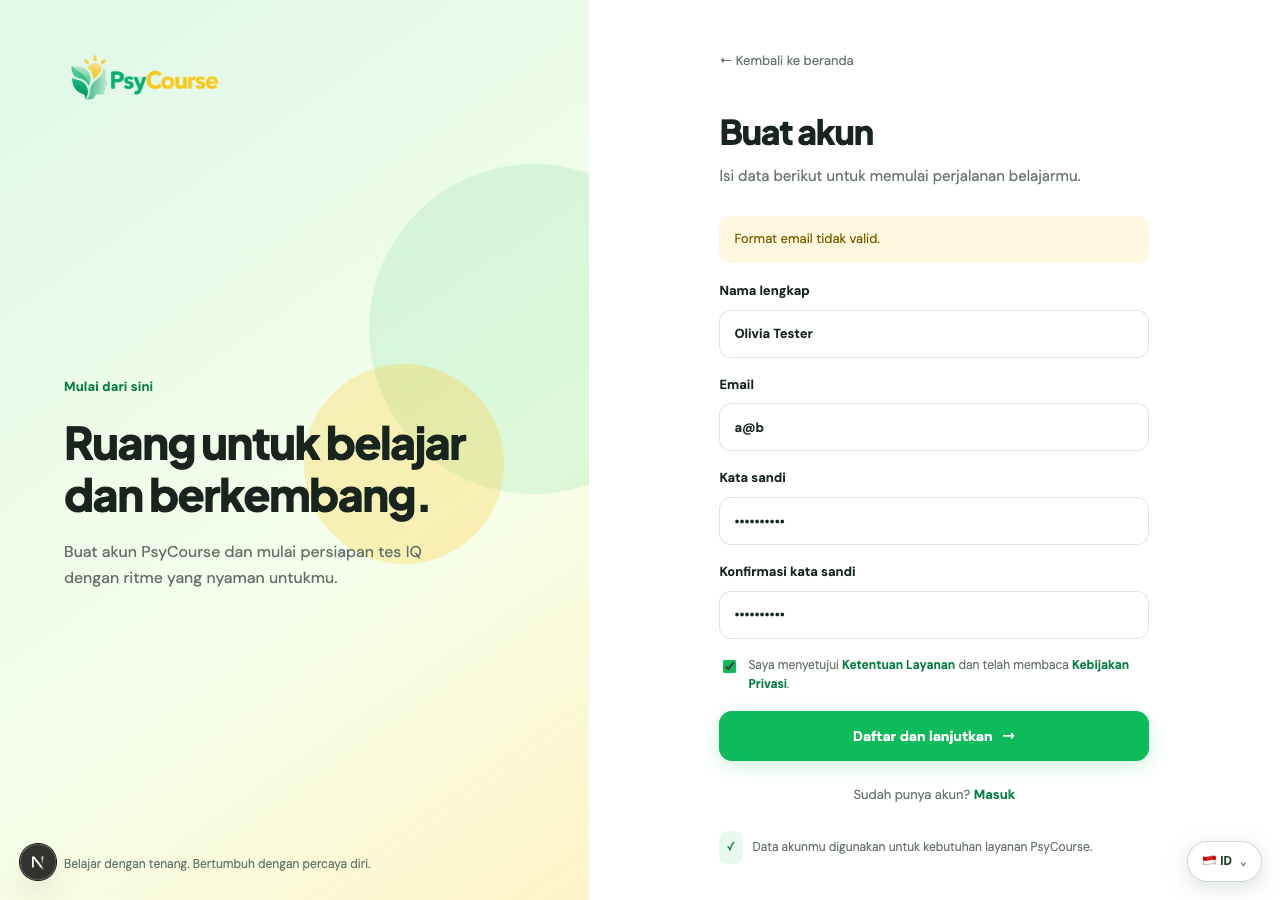 PsyCourse
Mulai dari sini
Ruang untuk belajar
dan berkembang.
Buat akun PsyCourse dan mulai persiapan tes IQ
dengan ritme yang nyaman untukmu.
N
Belajar dengan tenang. Bertumbuh dengan percaya diri.
← Kembali ke beranda
Buat akun
Isi data berikut untuk memulai perjalanan belajarmu.
Format email tidak valid.
Nama lengkap
Olivia Tester
Email
a@b
Kata sandi
••••••••••
Konfirmasi kata sandi
••••••••••
Saya menyetujui Ketentuan Layanan dan telah membaca Kebijakan
Privasi.
Daftar dan lanjutkan →
Sudah punya akun? Masuk
✓ Data akunmu digunakan untuk kebutuhan layanan PsyCourse.
ID